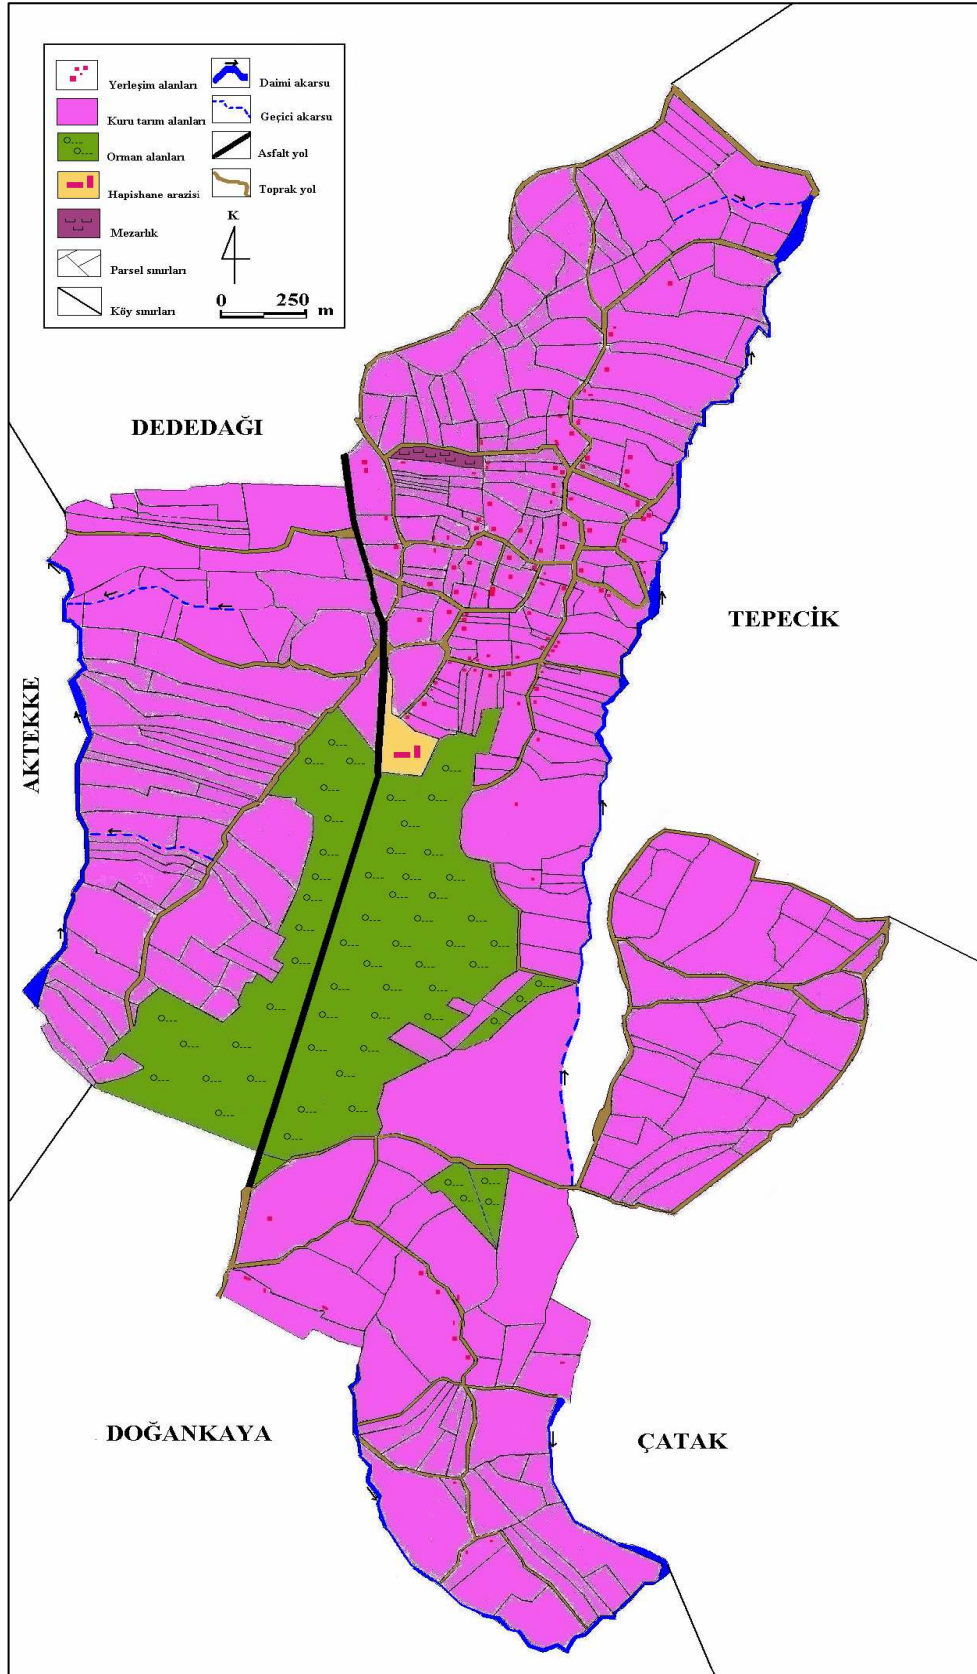 Yerleşim alanları
Daimi akarsu
Kuru tarım alanları
Geçici akarsu
Orman alanları
Asfalt yol
Hapishane arazisi
Toprak yol
Mezarlık
K
Parsel sınırları
Köy sınırları
0 250 m
DEDEDAĞI
TEPECİK
AKTEKKE
DOĞANKAYA
ÇATAK